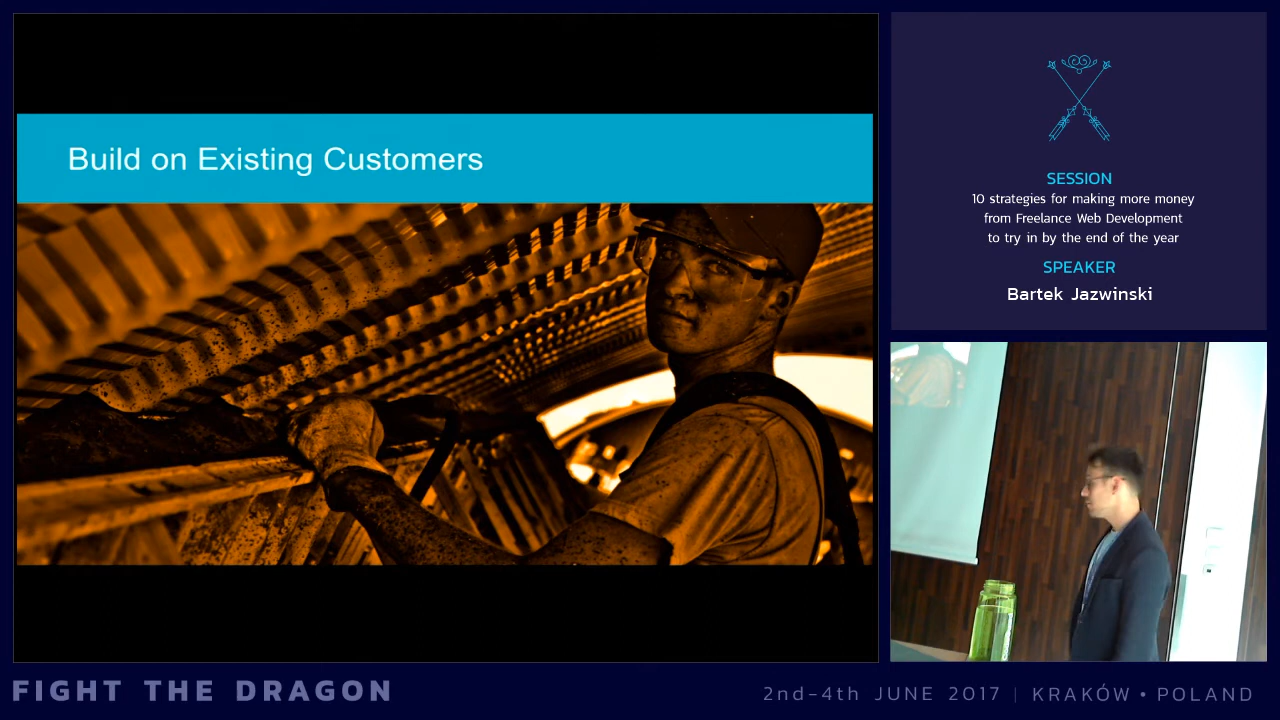 Build on Existing Customers
SESSION
10 strategies for making more money
from Freelance Web Development
to try in by the end of the year
SPEAKER
Bartek Jazwinski
FIGHT THE DRAGON
2nd-4th JUNE 2017 | KRAKÓW • POLAND